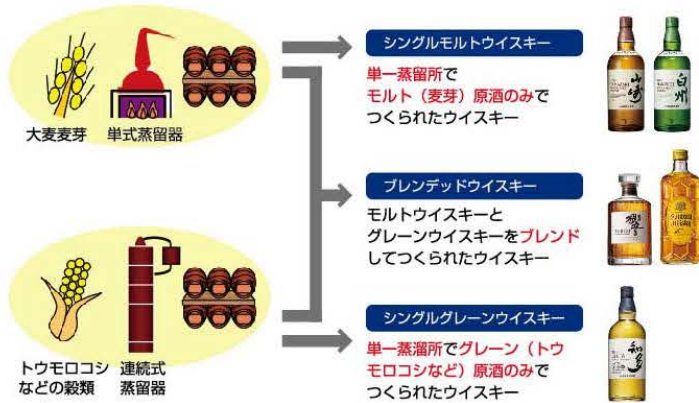 シングルモルトウイスキー
単一蒸留所で
モルト（麦芽）原酒のみで
つくられたウイスキー
山崎
白州
大麦麦芽
単式蒸留器
ブレンデッドウイスキー
モルトウイスキーと
グレーンウイスキーをブレンド
してつくられたウイスキー
響
シングルグレーンウイスキー
単一蒸溜所でグレーン（トウ
モロコシなど）原酒のみで
つくられたウイスキー
知多
トウモロコシ
などの穀類
連続式
蒸留器